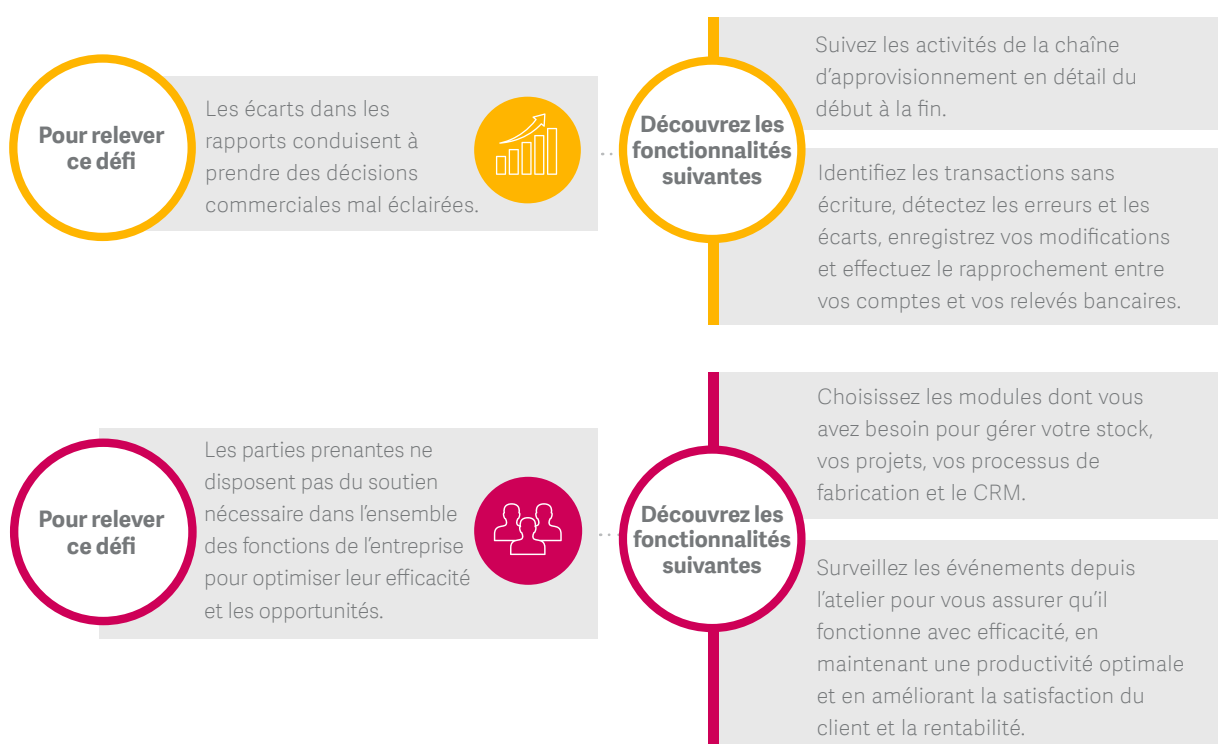 Pour relever
ce défi
Les écarts dans les
rapports conduisent à
prendre des décisions
commerciales mal éclairées.
Découvrez les
fonctionnalités
suivantes
Suivez les activités de la chaîne
d’approvisionnement en détail du
début à la fin.
Identifiez les transactions sans
écriture, détectez les erreurs et les
écarts, enregistrez vos modifications
et effectuez le rapprochement entre
vos comptes et vos relevés bancaires.
Pour relever
ce défi
Les parties prenantes ne
disposent pas du soutien
nécessaire dans l’ensemble
des fonctions de l’entreprise
pour optimiser leur efficacité
et les opportunités.
Découvrez les
fonctionnalités
suivantes
Choisissez les modules dont vous
avez besoin pour gérer votre stock,
vos projets, vos processus de
fabrication et le CRM.
Surveillez les événements depuis
l’atelier pour vous assurer qu’il
fonctionne avec efficacité, en
maintenant une productivité optimale
et en améliorant la satisfaction du
client et la rentabilité.